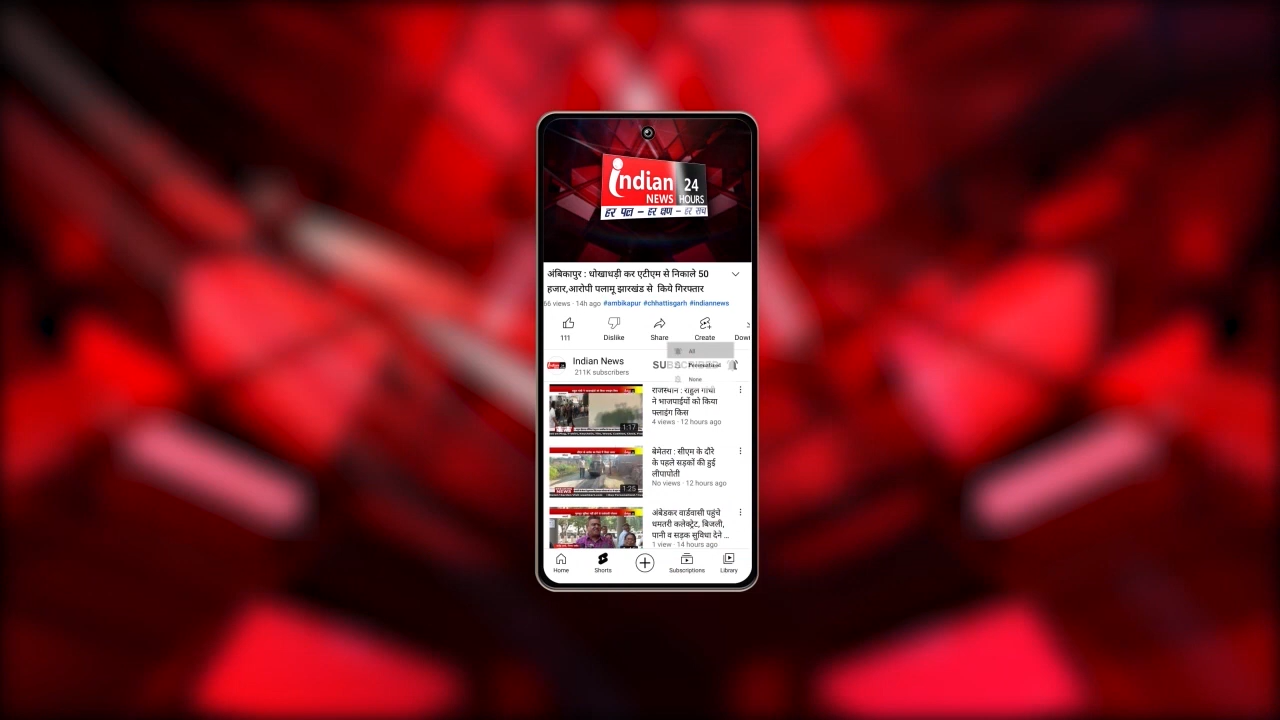 indian
NEWS
24
HOURS
हर पल - हर क्षण - हर सच
अंबिकापुर : धोखाधड़ी कर एटीएम से निकाले 50
हजार,आरोपी पलामू झारखंड से किये गिरफ्तार
66 views · 14h ago #ambikapur #chhattisgarh #indiannews
111
Dislike
Share
Create
Down
All
Indian News
SUBSCRIBED
Personalized
211K subscribers
None
राजस्थान : राहुल गांधी
ने भाजपाईयों को किया
फ्लाइंग किस
4 views · 12 hours ago
1:17
बेमेतरा : सीएम के दौरे
के पहले सड़कों की हुई
लीपापोती
No views · 12 hours ago
1:25
अंबेडकर वार्डवासी पहुंचे
धमतरी कलेक्ट्रेट, बिजली,
पानी व सड़क सुविधा देने ...
1 view · 14 hours ago
Home
Shorts
Subscriptions
Library